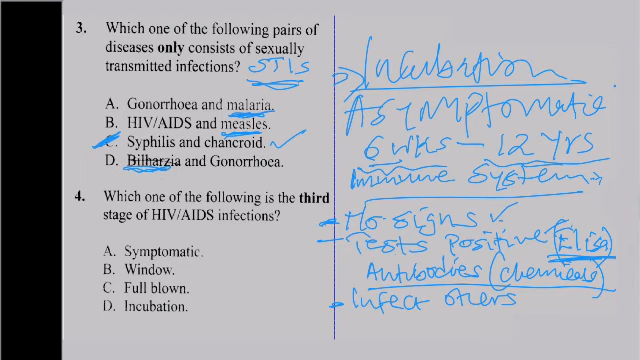 3. Which one of the following pairs of
diseases only consists of sexually
transmitted infections? STIs
A. Gonorrhoea and malaria.
B. HIV/AIDS and measles.
C. Syphilis and chancroid.
D. Bilharzia and Gonorrhoea.
4. Which one of the following is the third
stage of HIV/AIDS infections?
A. Symptomatic.
B. Window.
C. Full blown.
D. Incubation.
Incubation
Asymptomatic
6 wks - 12 yrs
Immune System
- No signs ✓
- Tests Positive (Elisa)
Antibodies (chemicals)
- Infect others